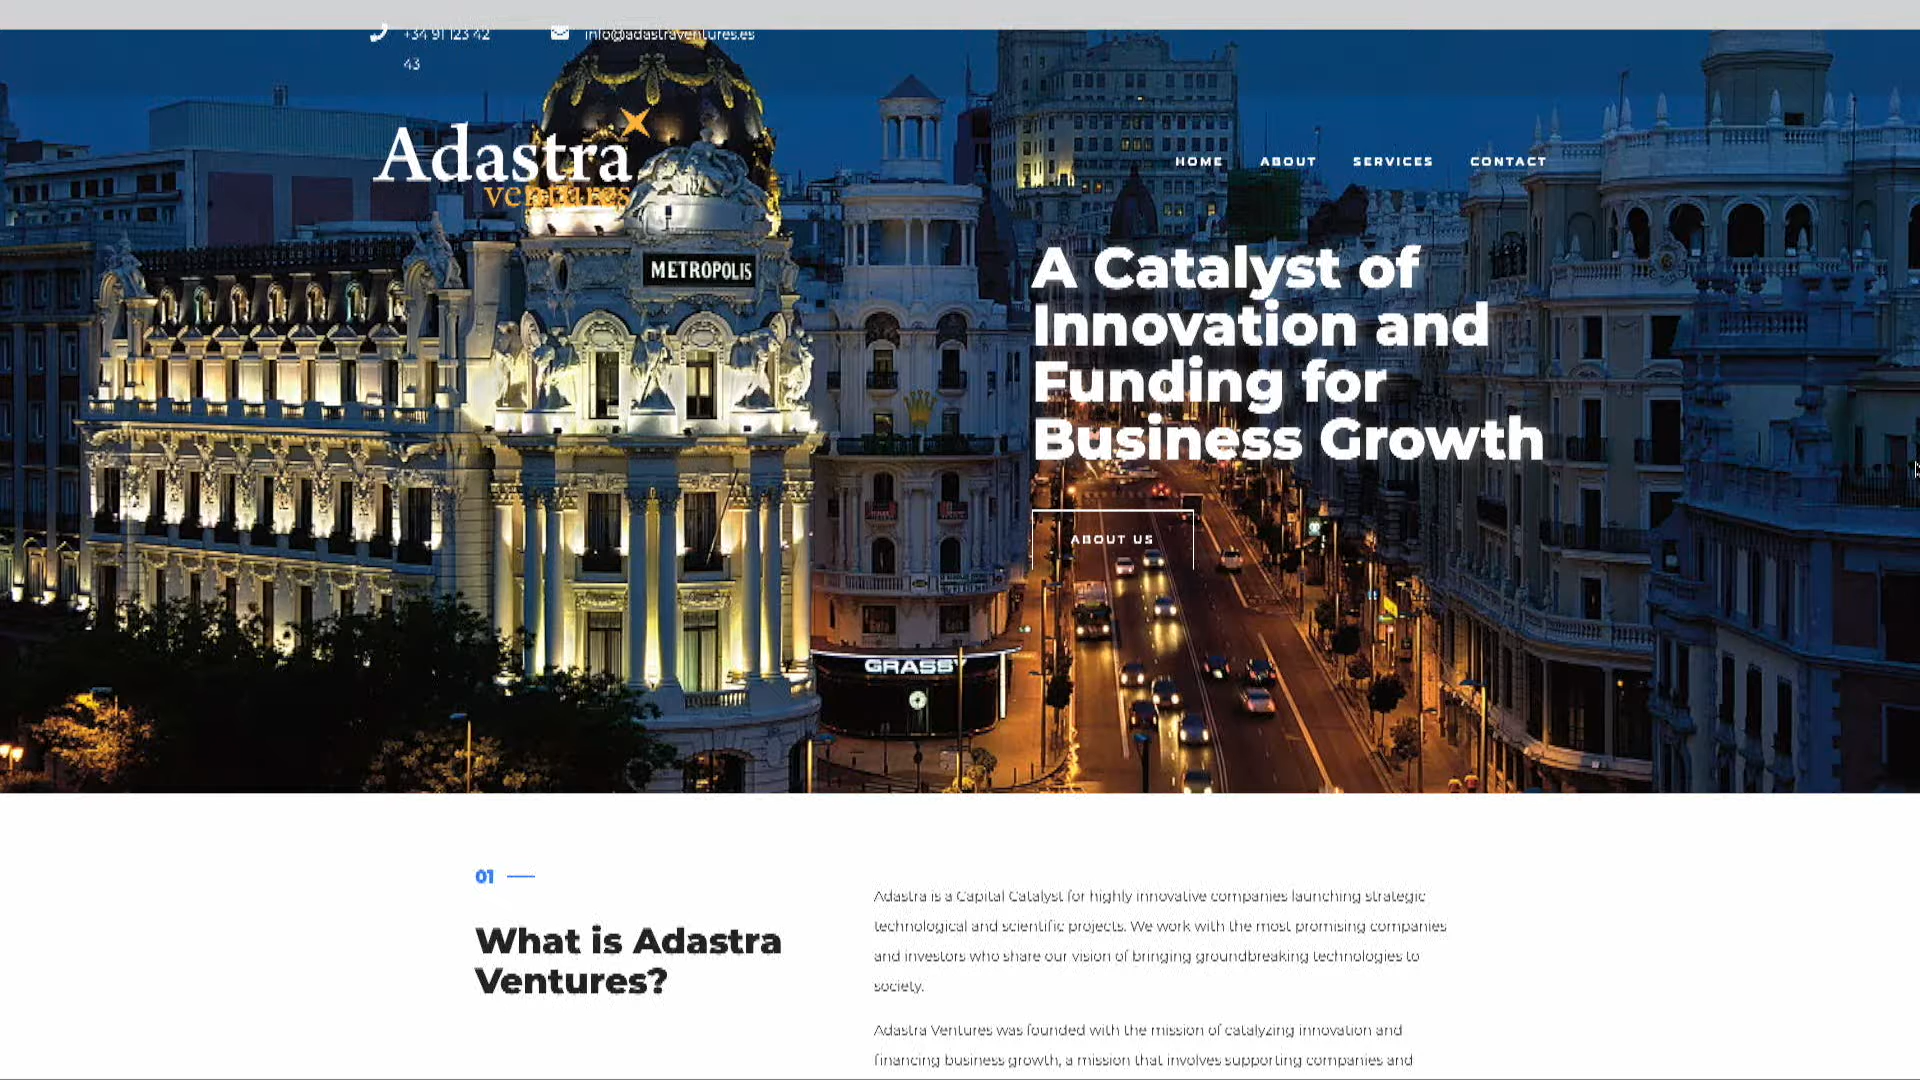 +34 91 123 42
43
info@adastraventures.es
Adastra
ventures
HOME ABOUT SERVICES CONTACT
METROPOLIS
A Catalyst of
Innovation and
Funding for
Business Growth
ABOUT US
GRASSY
01
What is Adastra
Ventures?
Adastra is a Capital Catalyst for highly innovative companies launching strategic
technological and scientific projects. We work with the most promising companies
and investors who share our vision of bringing groundbreaking technologies to
society.
Adastra Ventures was founded with the mission of catalyzing innovation and
financing business growth, a mission that involves supporting companies and